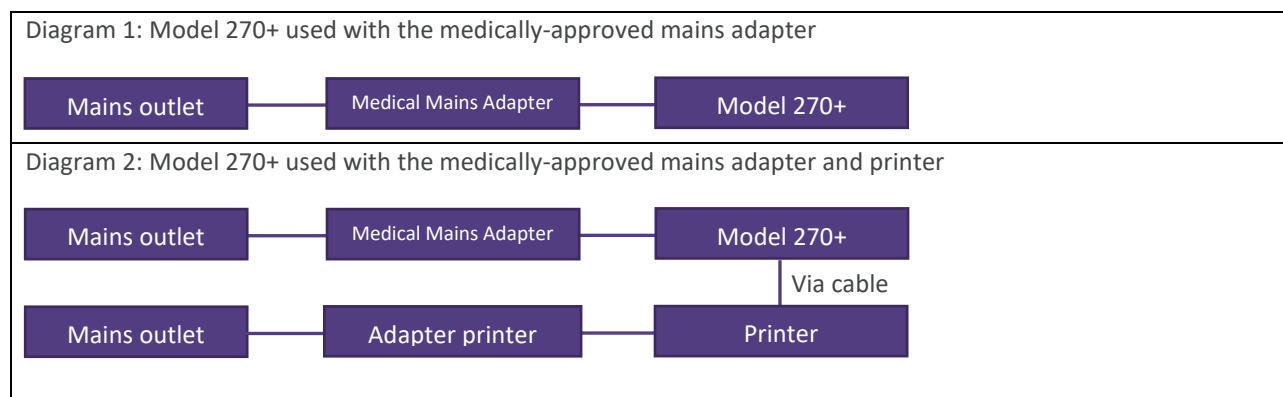 Diagram 1: Model 270+ used with the medically-approved mains adapter
Mains outlet
Medical Mains Adapter
Model 270+
Diagram 2: Model 270+ used with the medically-approved mains adapter and printer
Mains outlet
Medical Mains Adapter
Model 270+
Via cable
Mains outlet
Adapter printer
Printer